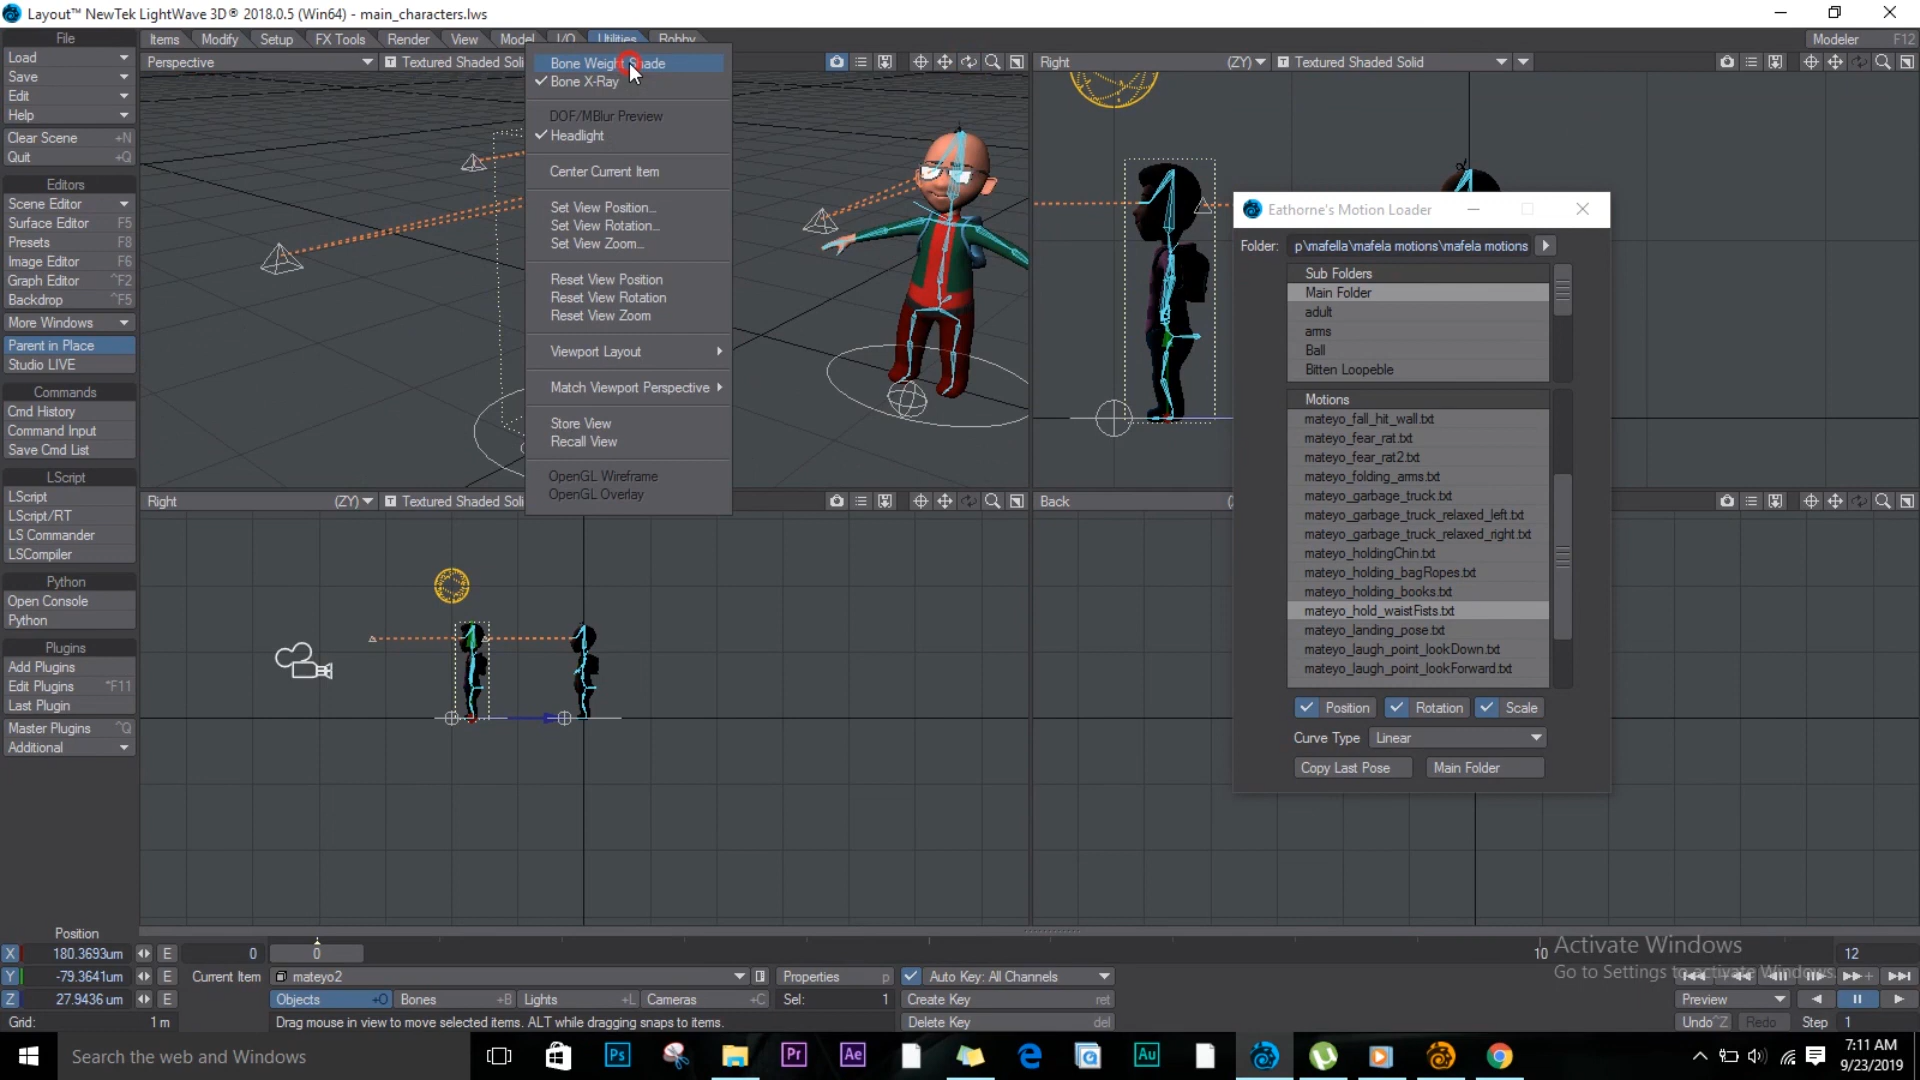 Layout™ NewTek LightWave 3D® 2018.0.5 (Win64) - main_characters.lws
File
Items Modify Setup FX Tools Render View Model I/O Utilities Robby
Modeler F12
Load
Save
Edit
Help
Clear Scene +N
Quit +Q
Editors
Scene Editor
Surface Editor F5
Presets F8
Image Editor F6
Graph Editor ^F2
Backdrop ^F5
More Windows
Parent in Place
Studio LIVE
Commands
Cmd History
Command Input
Save Cmd List
LScript
LScript
LScript/RT
LS Commander
LSCompiler
Python
Open Console
Python
Plugins
Add Plugins
Edit Plugins *F11
Last Plugin
Master Plugins ^Q
Additional
Perspective T Textured Shaded Soli
Bone Weight Shade
Bone X-Ray
DOF/MBlur Preview
Headlight
Center Current Item
Set View Position...
Set View Rotation...
Set View Zoom...
Reset View Position
Reset View Rotation
Reset View Zoom
Viewport Layout
Match Viewport Perspective
Store View
Recall View
OpenGL Wireframe
OpenGL Overlay
Right (ZY) T Textured Shaded Solid
Right (ZY) T Textured Shaded Soli
Back
Eathorne's Motion Loader
Folder: p\mafella\mafela motions\mafela motions
Sub Folders
Main Folder
adult
arms
Ball
Bitten Loopeble
Motions
mateyo_fall_hit_wall.txt
mateyo_fear_rat.txt
mateyo_fear_rat2.txt
mateyo_folding_arms.txt
mateyo_garbage_truck.txt
mateyo_garbage_truck_relaxed_left.txt
mateyo_garbage_truck_relaxed_right.txt
mateyo_holdingChin.txt
mateyo_holding_bagRopes.txt
mateyo_holding_books.txt
mateyo_hold_waistFists.txt
mateyo_landing_pose.txt
mateyo_laugh_point_lookDown.txt
mateyo_laugh_point_lookForward.txt
Position Rotation Scale
Curve Type Linear
Copy Last Pose Main Folder
Position
X 180.3693um E 0 0 10 12
Y -79.3641um E Current Item mateyo2 Properties p Auto Key: All Channels
Z 27.9436 um E Objects +O Bones +B Lights +L Cameras +C Sel: 1 Create Key ret Preview
Grid: 1 m Drag mouse in view to move selected items. ALT while dragging snaps to items. Delete Key del Undo^Z Redo Step 1
Activate Windows
Go to Settings to activate Windows.
Search the web and Windows
Ps Pr Ae Au
7:11 AM
9/23/2019